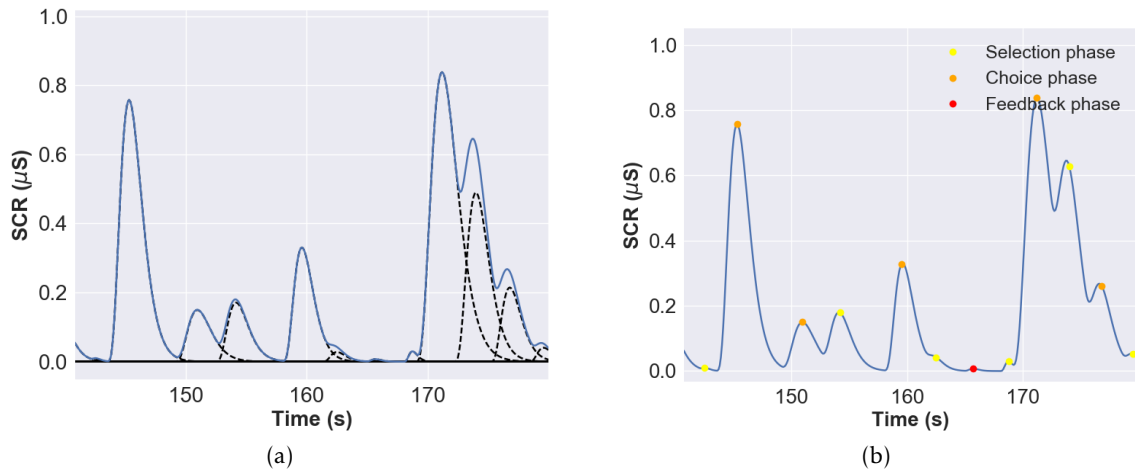 1.0
0.8
0.6
0.4
0.2
0.0
SCR (μS)
150
160
170
Time (s)
(a)
1.0
0.8
0.6
0.4
0.2
0.0
SCR (μS)
Selection phase
Choice phase
Feedback phase
150
160
170
Time (s)
(b)